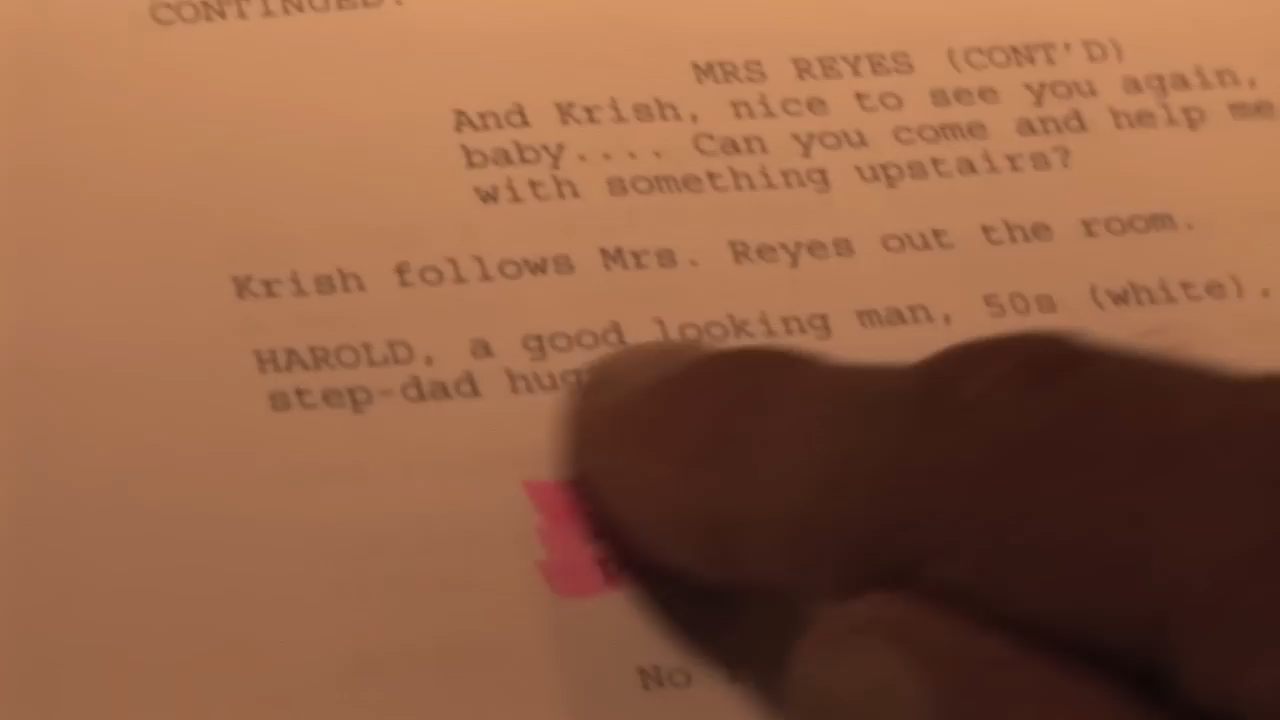 CONTINUED:
MRS REYES (CONT'D)
And Krish, nice to see you again,
baby.... Can you come and help me
with something upstairs?
Krish follows Mrs. Reyes out the room.
HAROLD, a good looking man, 50s (white).
step-dad
No